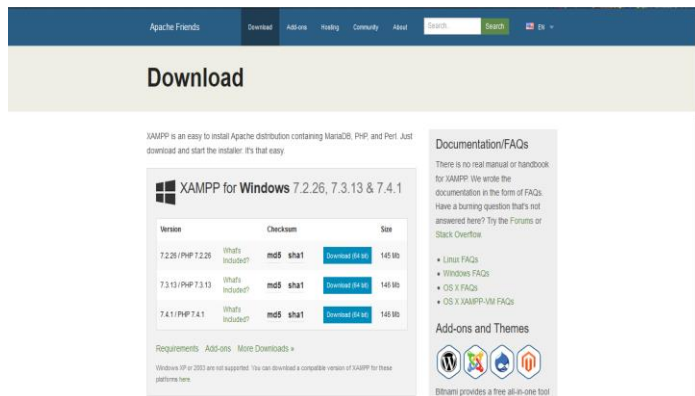 Apache Friends Download Add-ons Hosting Community About Search... Search EN
Download
XAMPP is an easy to install Apache distribution containing MariaDB, PHP, and Perl. Just
download and start the installer. It's that easy.
XAMPP for Windows 7.2.26, 7.3.13 & 7.4.1
Version Checksum Size
7.2.26 / PHP 7.2.26 What's Included? md5 sha1 Download (64 bit) 145 Mb
7.3.13 / PHP 7.3.13 What's Included? md5 sha1 Download (64 bit) 146 Mb
7.4.1 / PHP 7.4.1 What's Included? md5 sha1 Download (64 bit) 146 Mb
Requirements Add-ons More Downloads »
Windows XP or 2003 are not supported. You can download a compatible version of XAMPP for these
platforms here.
Documentation/FAQs
There is no real manual or handbook
for XAMPP. We wrote the
documentation in the form of FAQs.
Have a burning question that's not
answered here? Try the Forums or
Stack Overflow.
• Linux FAQs
• Windows FAQs
• OS X FAQs
• OS X XAMPP-VM FAQs
Add-ons and Themes
Bitnami provides a free all-in-one tool